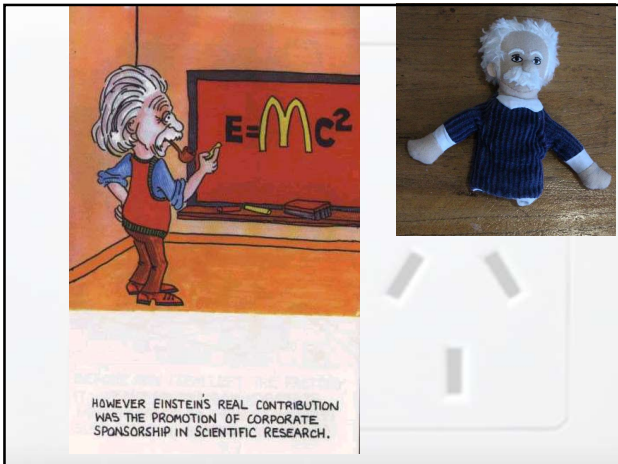 E=MC²
HOWEVER EINSTEIN'S REAL CONTRIBUTION
WAS THE PROMOTION OF CORPORATE
SPONSORSHIP IN SCIENTIFIC RESEARCH.